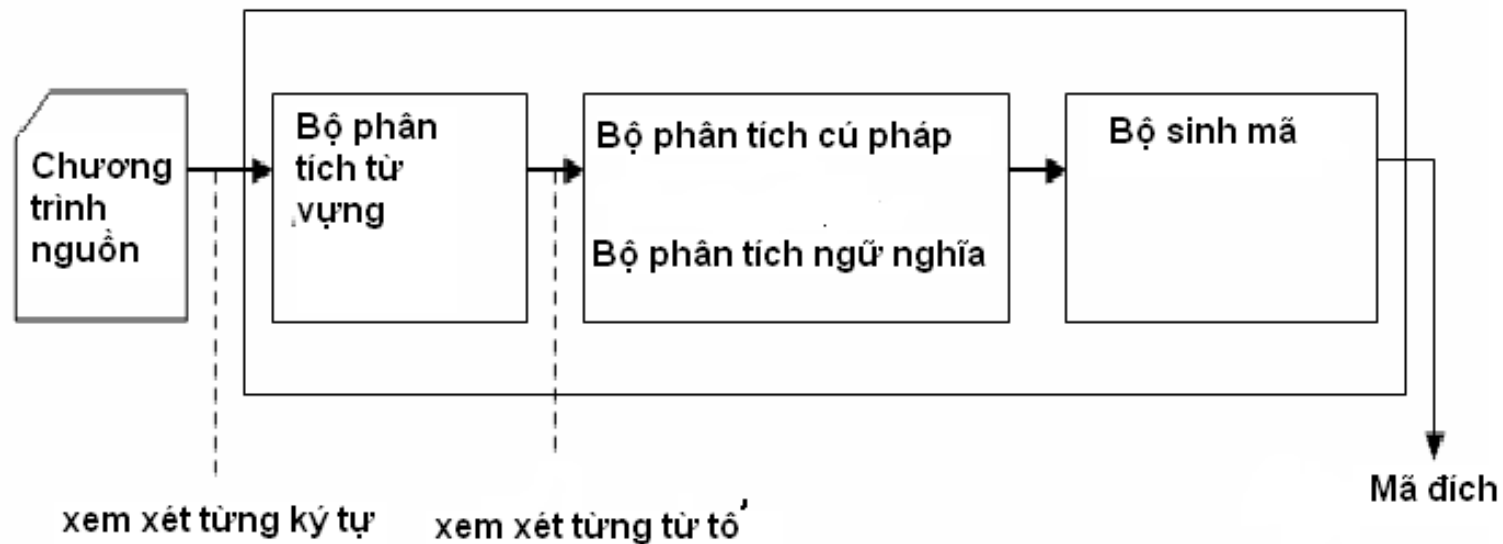 Chương
trình
nguồn
Bộ phân
tích từ
vựng
Bộ phân tích cú pháp
Bộ phân tích ngữ nghĩa
Bộ sinh mã
Mã đích
xem xét từng ký tự
xem xét từng từ tố